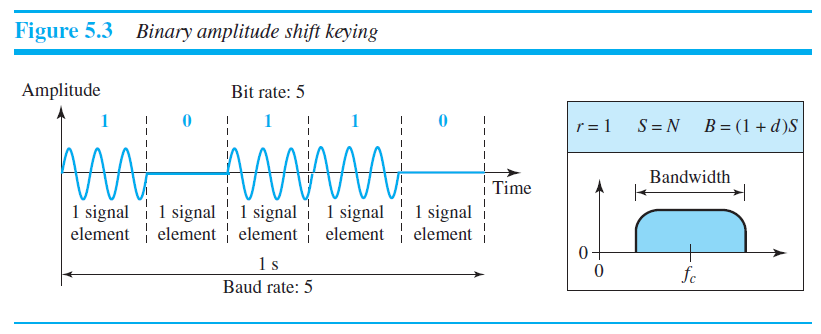 Figure 5.3 Binary amplitude shift keying
Amplitude
Bit rate: 5
1 0 1 1 0
Time
1 signal element
1 signal element
1 signal element
1 signal element
1 signal element
1 s
Baud rate: 5
r = 1 S = N B = (1 + d)S
Bandwidth
0
0
fc